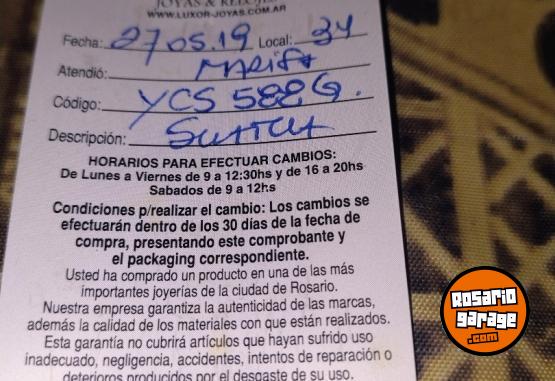 JOYAS & RELOJES
WWW.LUXOR-JOYAS.COM.AR
Fecha: 27 05.19 Local: 34
Atendió: MARIFA
Código: YCS 588G.
Descripción: SWATCH
HORARIOS PARA EFECTUAR CAMBIOS:
De Lunes a Viernes de 9 a 12:30hs y de 16 a 20hs
Sabados de 9 a 12hs
Condiciones p/realizar el cambio: Los cambios se
efectuarán dentro de los 30 días de la fecha de
compra, presentando este comprobante y
el packaging correspondiente.
Usted ha comprado un producto en una de las más
importantes joyerías de la ciudad de Rosario.
Nuestra empresa garantiza la autenticidad de las marcas,
además la calidad de los materiales con que están realizados.
Esta garantía no cubrirá artículos que hayan sufrido uso
inadecuado, negligencia, accidentes, intentos de reparación o
deterioros producidos por el desgaste de su uso.
Rosario
garage
.com